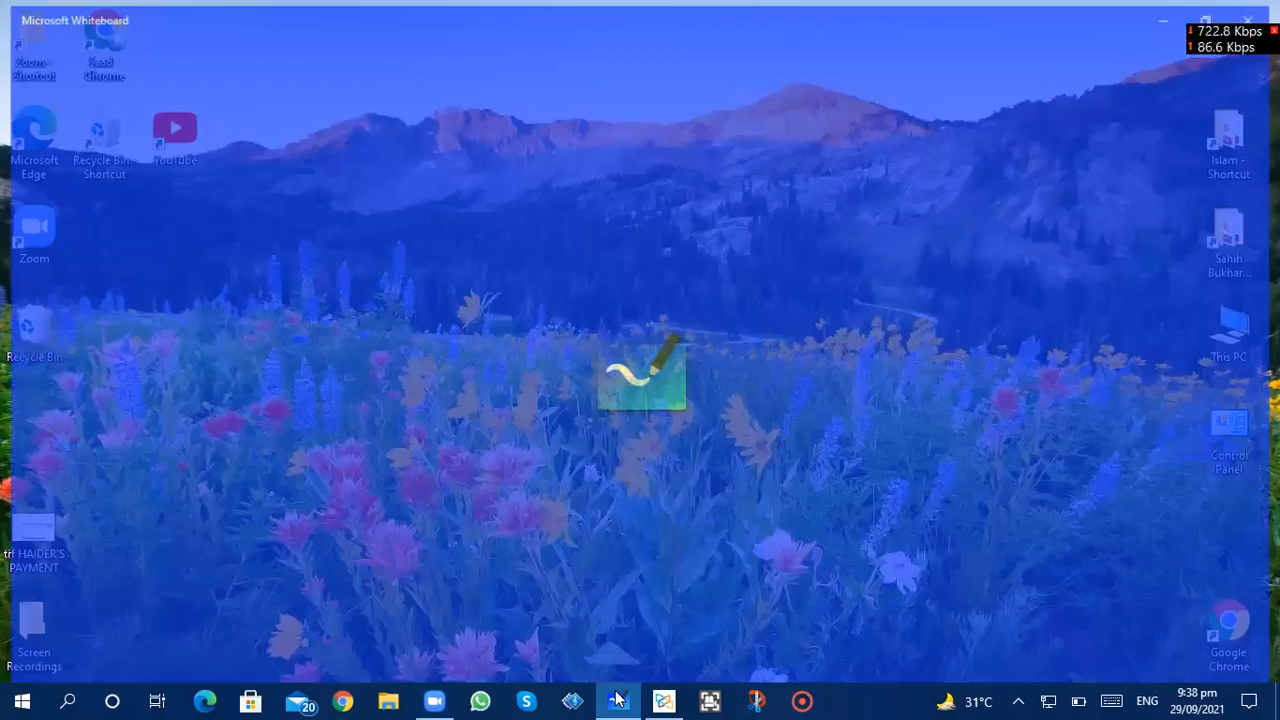 Microsoft Whiteboard
722.8 Kbps
x
86.6 Kbps
Zoom -
Shortcut
Saad -
Chrome
Microsoft
Edge
Recycle Bin -
Shortcut
YouTube
Islam -
Shortcut
Zoom
Sahih
Bukhar...
Recycle Bin
This PC
Control
Panel
trf HAIDER'S
PAYMENT
Screen
Recordings
Google
Chrome
20
31°C
ENG
9:38 pm
29/09/2021